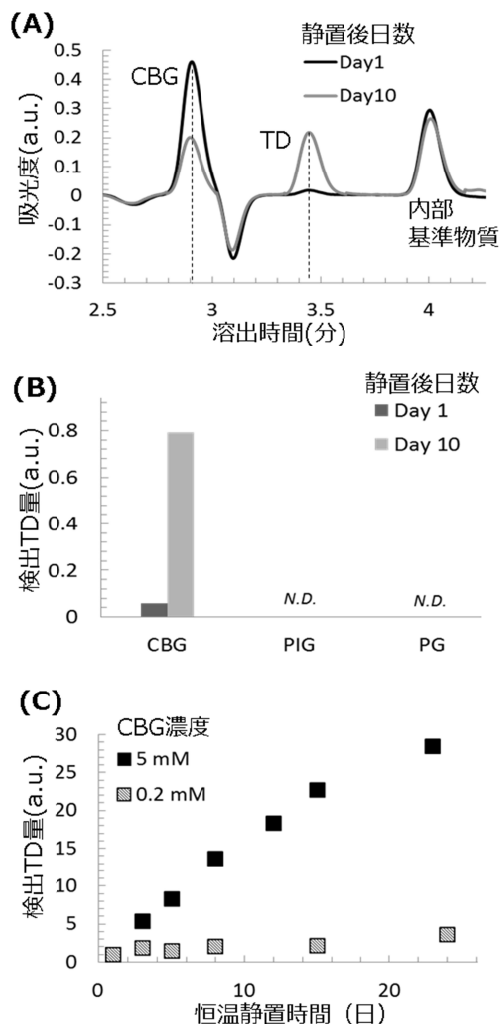 (A)
静置後日数
Day1
Day10
CBG
TD
内部
基準物質
吸光度(a.u.)
0.5
0.4
0.3
0.2
0.1
0
-0.1
-0.2
-0.3
2.5 3 3.5 4
溶出時間(分)
(B)
静置後日数
Day 1
Day 10
検出TD量(a.u.)
0.8
0.6
0.4
0.2
0
N.D. N.D.
CBG PIG PG
(C)
CBG濃度
5 mM
0.2 mM
検出TD量(a.u.)
30
25
20
15
10
5
0
0 10 20
恒温静置時間（日）